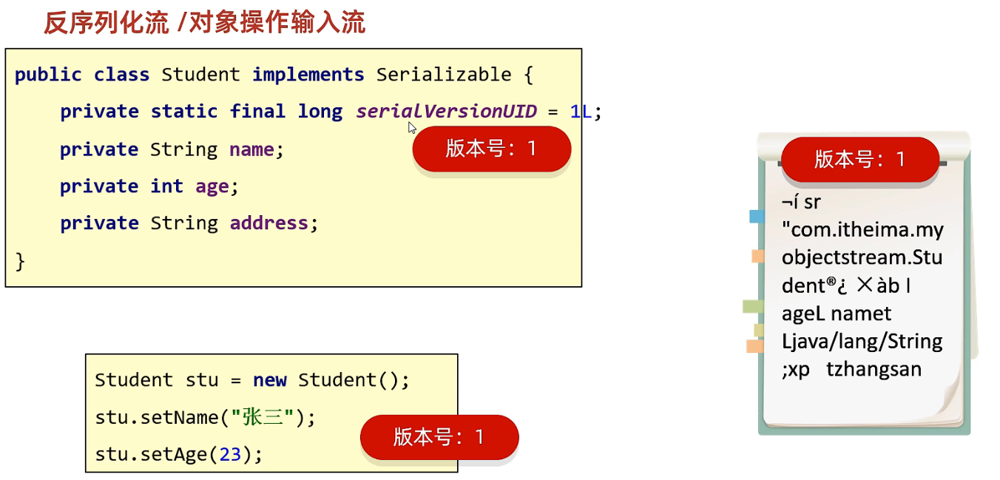 反序列化流 /对象操作输入流
public class Student implements Serializable {
private static final long serialVersionUID = 1L;
版本号：1
private String name;
private int age;
private String address;
}
Student stu = new Student();
stu.setName("张三");
版本号：1
stu.setAge(23);
版本号：1
¬í sr
"com.itheima.my
objectstream.Stu
dent®¿ ×àb I
ageL namet
Ljava/lang/String
;xp tzhangsan